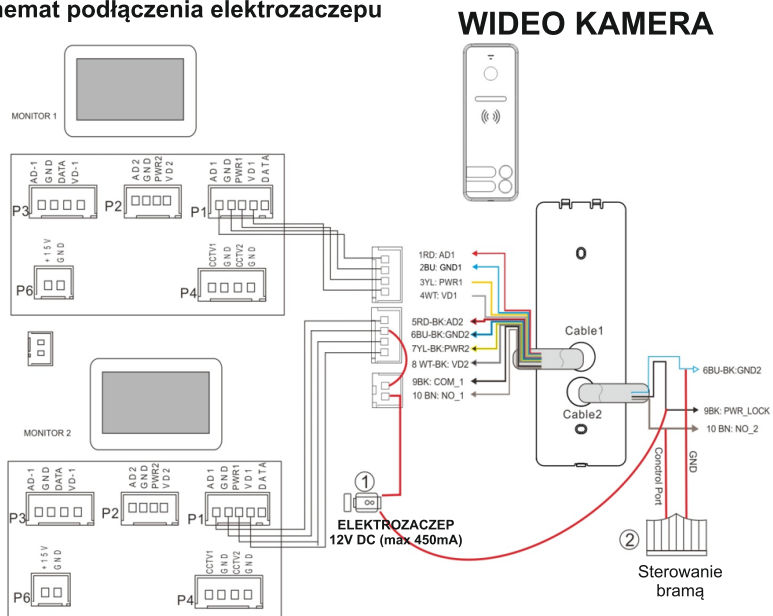 hemat podłączenia elektrozaczepu
WIDEO KAMERA
MONITOR 1
AD-1
GND
DATA
VD-1
P3
AD2
GND
PWR2
VD2
P2
AD1
GND
PWR1
VD1
DATA
P1
+15V
GND
P6
CCTV1
GND
CCTV2
GND
P4
1RD: AD1
2BU: GND1
3YL: PWR1
4WT: VD1
5RD-BK:AD2
6BU-BK:GND2
7YL-BK:PWR2
8 WT-BK: VD2
9BK: COM_1
10 BN: NO_1
Cable1
Cable2
6BU-BK:GND2
9BK: PWR_LOCK
10 BN: NO_2
Conctrol Port
GND
MONITOR 2
AD-1
GND
DATA
VD-1
P3
AD2
GND
PWR2
VD2
P2
AD1
GND
PWR1
VD1
DATA
P1
+15V
GND
P6
CCTV1
GND
CCTV2
GND
P4
1
ELEKTROZACZEP
12V DC (max 450mA)
2
Sterowanie
bramą